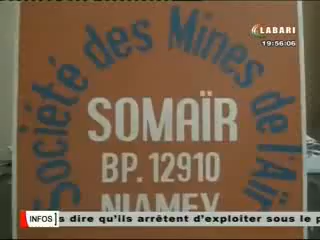 LABARI
19:56:06
Société des Mines de l'Aïr
SOMAÏR
BP. 12910
NIAMEY
INFOS
s dire qu'ils arrêtent d'exploiter sous le p